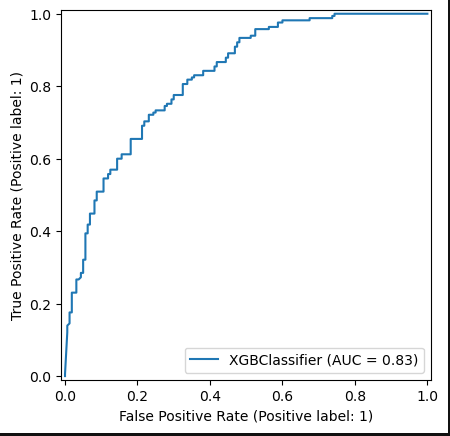 1.0
0.8
0.6
0.4
0.2
0.0
True Positive Rate (Positive label: 1)
XGBClassifier (AUC = 0.83)
0.0 0.2 0.4 0.6 0.8 1.0
False Positive Rate (Positive label: 1)